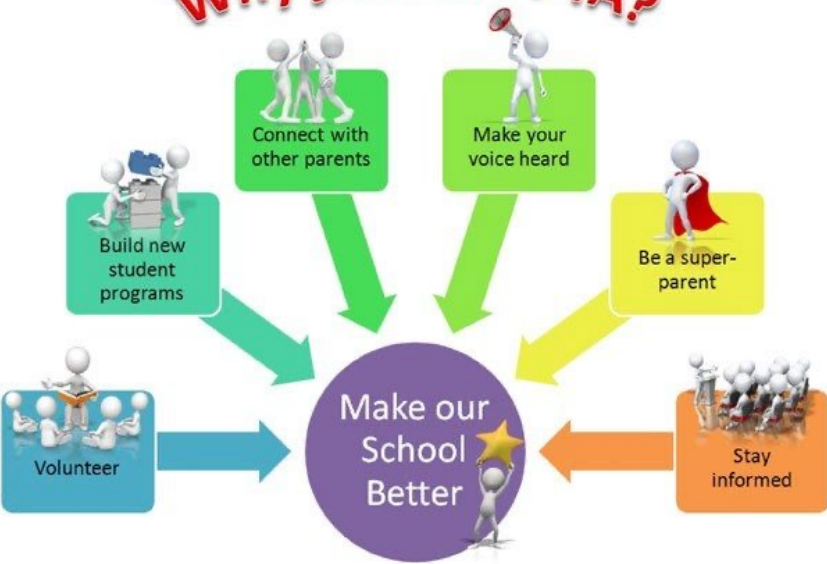 Connect with
other parents
Make your
voice heard
Build new
student
programs
Be a super-
parent
Volunteer
Make our
School
Better
Stay
informed